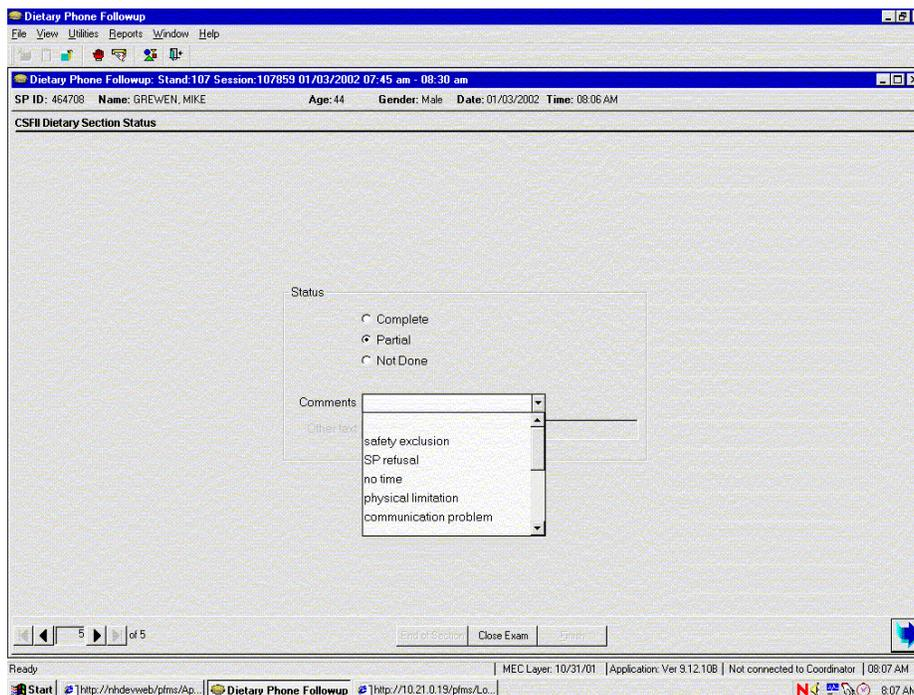 Dietary Phone Followup
File View Utilities Reports Window Help
Dietary Phone Followup: Stand:107 Session:107859 01/03/2002 07:45 am - 08:30 am
SP ID: 464708 Name: GREWEN, MIKE Age: 44 Gender: Male Date: 01/03/2002 Time: 08:06 AM
CSFII Dietary Section Status
Status
Complete
Partial
Not Done
Comments
Other text
safety exclusion
SP refusal
no time
physical limitation
communication problem
5 of 5 End of Section Close Exam Finish
Ready MEC Layer: 10/31/01 Application: Ver 9.12.10B Not connected to Coordinator 08:07 AM
Start http://nhdevweb/pfms/Ap... Dietary Phone Followup http://10.21.0.19/pfms/Lo... 8:07 AM